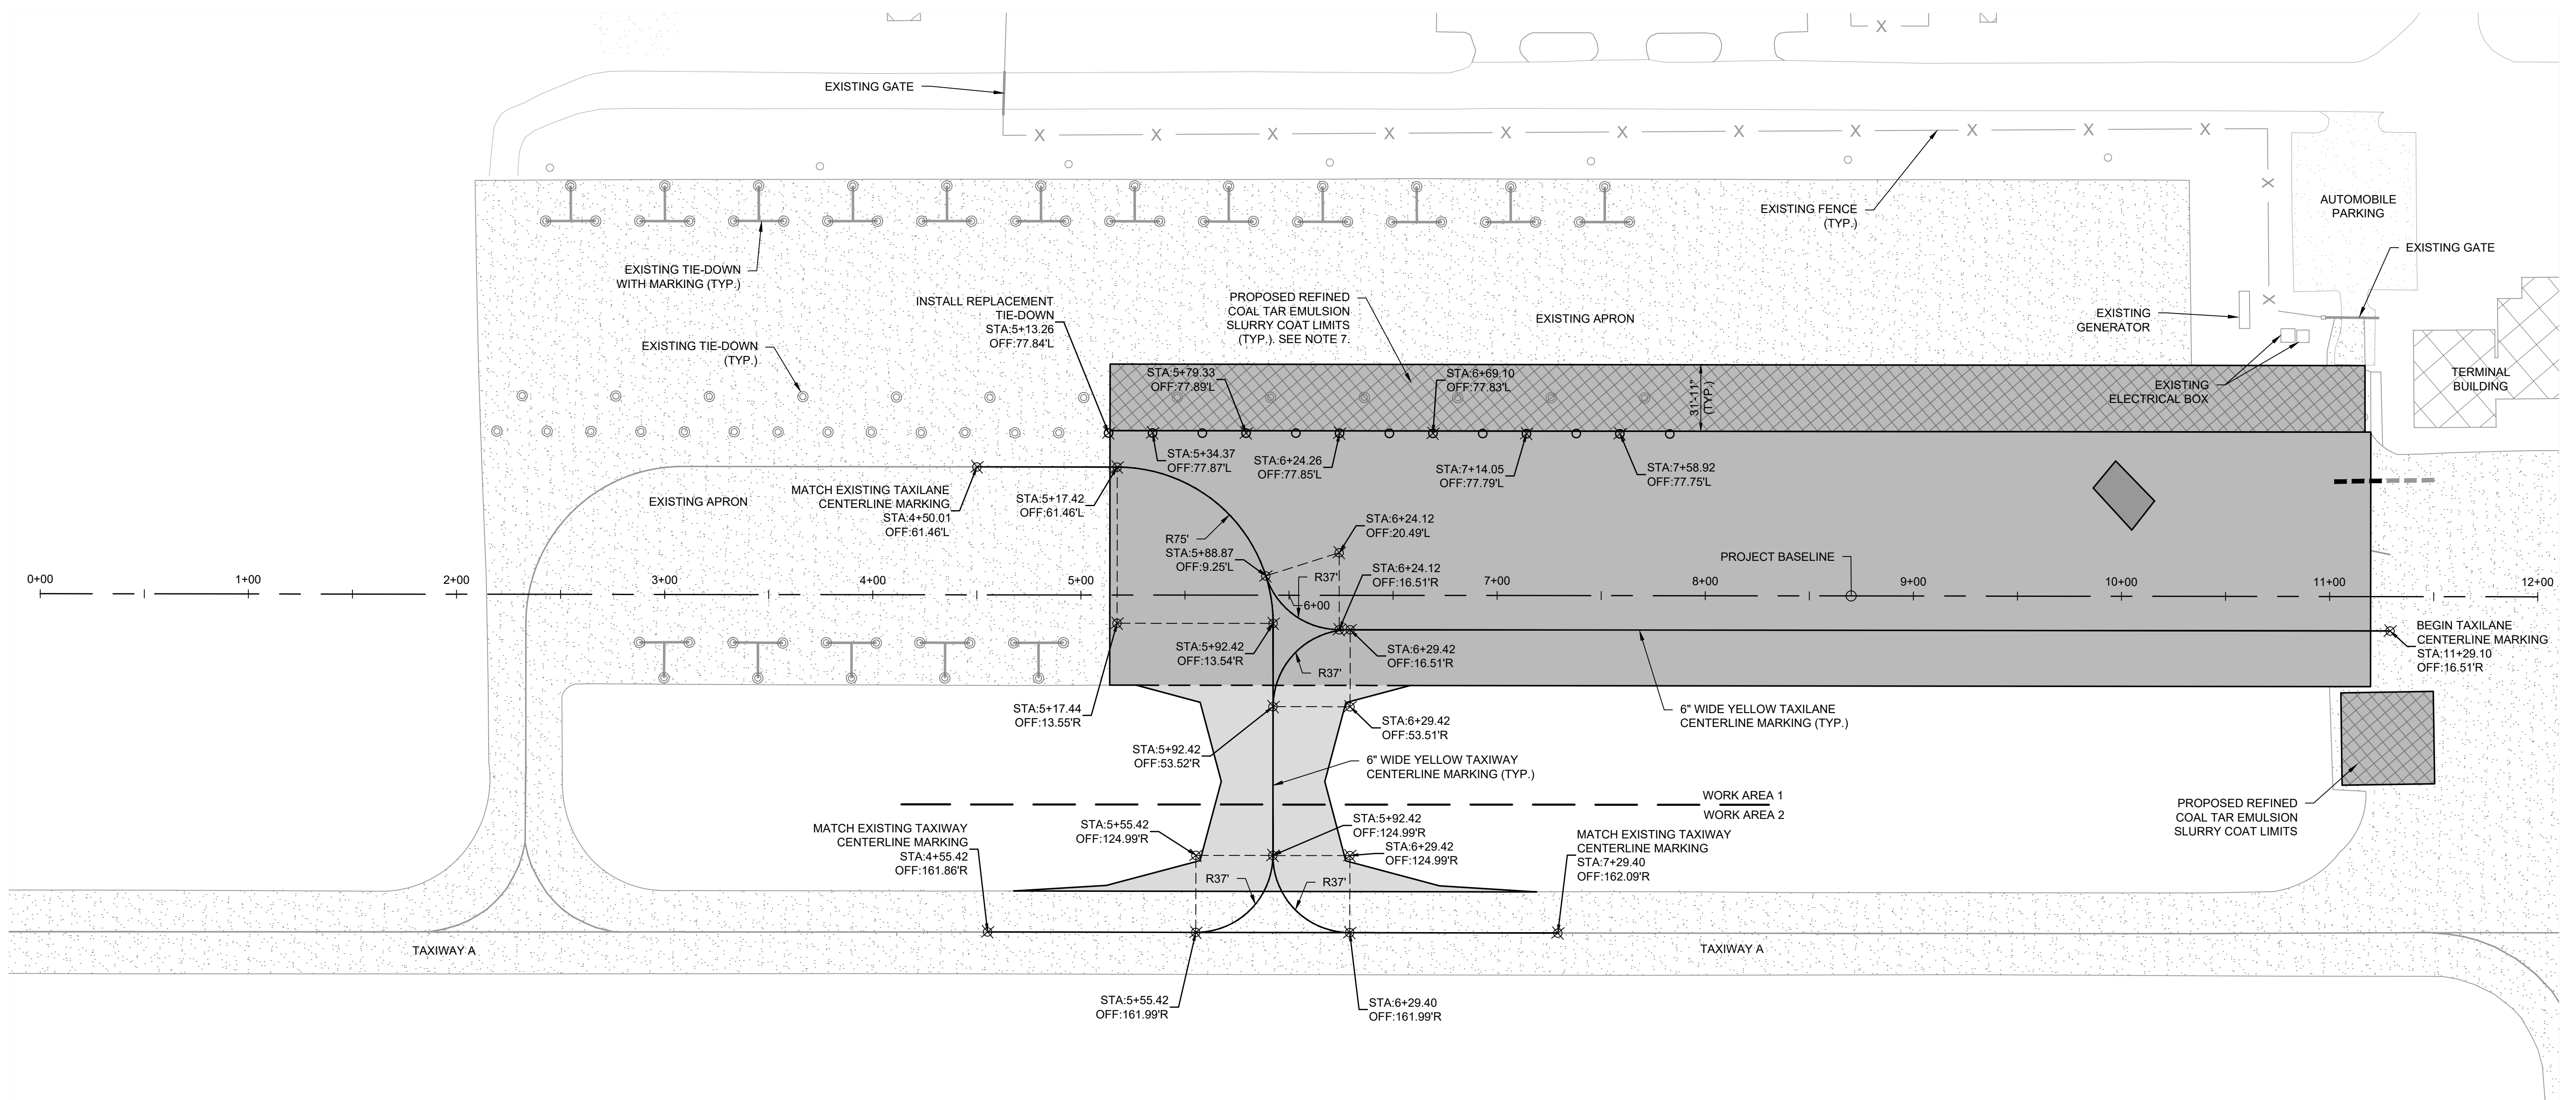 X
EXISTING GATE
X X X X X X X X X X X
X
AUTOMOBILE
PARKING
EXISTING FENCE
(TYP.)
EXISTING GATE
EXISTING TIE-DOWN
WITH MARKING (TYP.)
X
INSTALL REPLACEMENT
TIE-DOWN
STA:5+13.26
OFF:77.84'L
PROPOSED REFINED
COAL TAR EMULSION
SLURRY COAT LIMITS
(TYP.). SEE NOTE 7.
EXISTING APRON
EXISTING
GENERATOR
EXISTING TIE-DOWN
(TYP.)
STA:5+79.33
OFF:77.89'L
STA:6+69.10
OFF:77.83'L
31'-11"
(TYP.)
EXISTING
ELECTRICAL BOX
TERMINAL
BUILDING
STA:5+34.37
OFF:77.87'L
STA:6+24.26
OFF:77.85'L
STA:7+14.05
OFF:77.79'L
STA:7+58.92
OFF:77.75'L
EXISTING APRON
MATCH EXISTING TAXILANE
CENTERLINE MARKING
STA:4+50.01
OFF:61.46'L
STA:5+17.42
OFF:61.46'L
R75'
STA:5+88.87
OFF:9.25'L
STA:6+24.12
OFF:20.49'L
PROJECT BASELINE
STA:6+24.12
OFF:16.51'R
R37'
0+00 1+00 2+00 3+00 4+00 5+00 6+00 7+00 8+00 9+00 10+00 11+00 12+00
BEGIN TAXILANE
CENTERLINE MARKING
STA:11+29.10
OFF:16.51'R
STA:5+92.42
OFF:13.54'R
STA:6+29.42
OFF:16.51'R
R37'
STA:5+17.44
OFF:13.55'R
STA:6+29.42
OFF:53.51'R
6" WIDE YELLOW TAXILANE
CENTERLINE MARKING (TYP.)
STA:5+92.42
OFF:53.52'R
6" WIDE YELLOW TAXIWAY
CENTERLINE MARKING (TYP.)
WORK AREA 1
WORK AREA 2
PROPOSED REFINED
COAL TAR EMULSION
SLURRY COAT LIMITS
MATCH EXISTING TAXIWAY
CENTERLINE MARKING
STA:4+55.42
OFF:161.86'R
STA:5+55.42
OFF:124.99'R
STA:5+92.42
OFF:124.99'R
STA:6+29.42
OFF:124.99'R
MATCH EXISTING TAXIWAY
CENTERLINE MARKING
STA:7+29.40
OFF:162.09'R
R37'
R37'
TAXIWAY A
TAXIWAY A
STA:5+55.42
OFF:161.99'R
STA:6+29.40
OFF:161.99'R